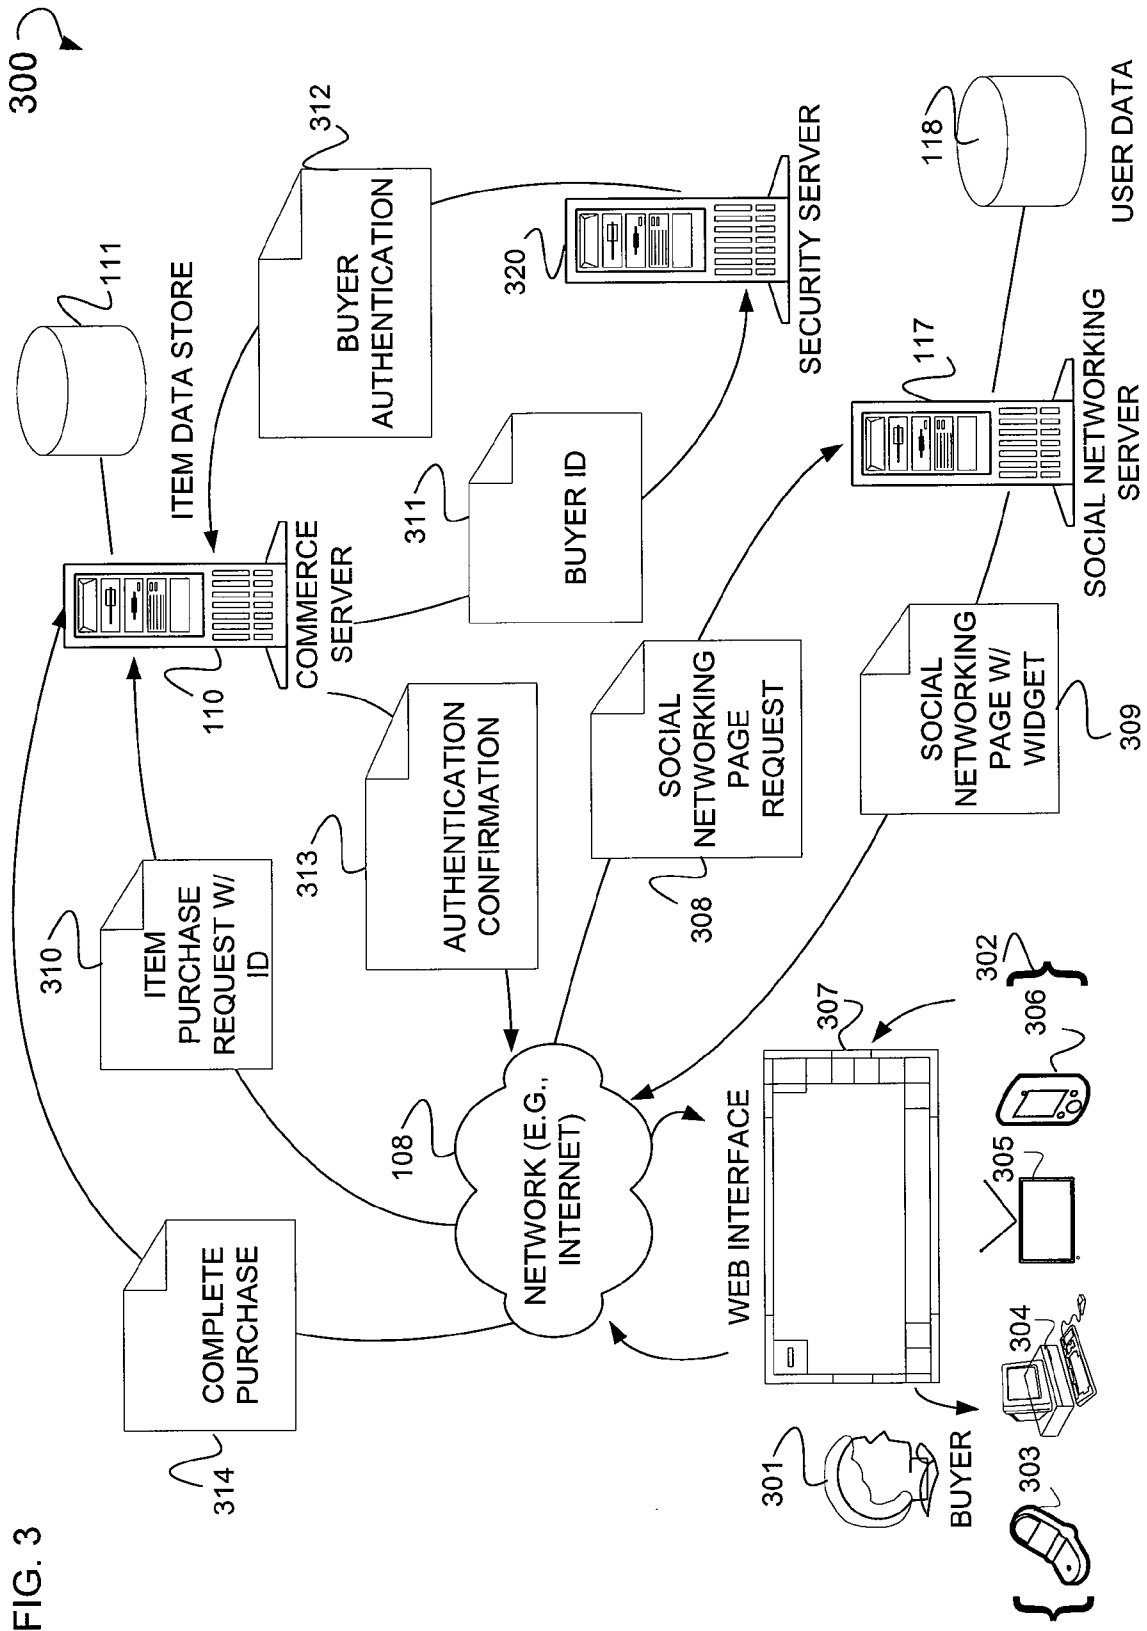 FIG. 3
300
314
COMPLETE
PURCHASE
310
ITEM
PURCHASE
REQUEST W/
ID
110
COMMERCE
SERVER
111
ITEM DATA STORE
312
BUYER
AUTHENTICATION
313
AUTHENTICATION
CONFIRMATION
311
BUYER ID
320
SECURITY SERVER
108
NETWORK (E.G.,
INTERNET)
308
SOCIAL
NETWORKING
PAGE
REQUEST
117
SOCIAL NETWORKING
SERVER
118
USER DATA
309
SOCIAL
NETWORKING
PAGE W/
WIDGET
WEB INTERFACE
307
301
BUYER
302
303
304
305
306